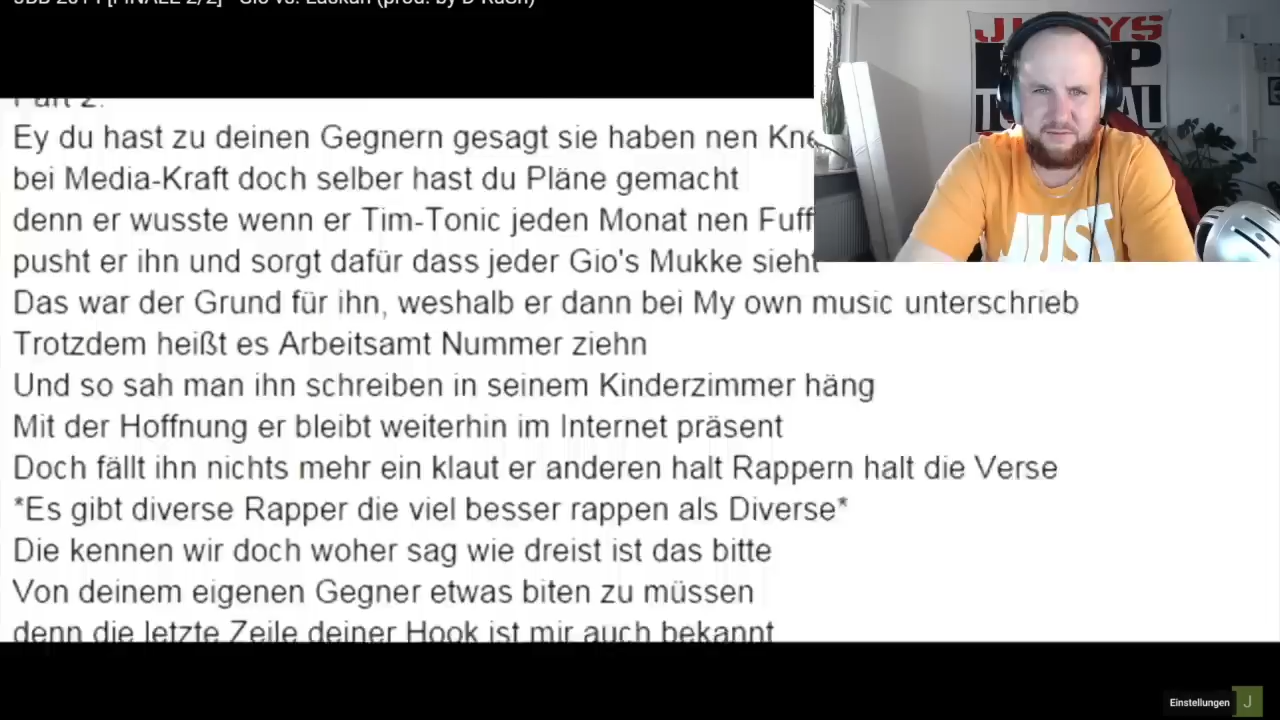 Part 2:
Ey du hast zu deinen Gegnern gesagt sie haben nen
bei Media-Kraft doch selber hast du Pläne gemacht
denn er wusste wenn er Tim-Tonic jeden Monat nen
pusht er ihn und sorgt dafür dass jeder Gio's Mukke sieht
Das war der Grund für ihn, weshalb er dann bei My own music unterschrieb
Trotzdem heißt es Arbeitsamt Nummer ziehn
Und so sah man ihn schreiben in seinem Kinderzimmer häng
Mit der Hoffnung er bleibt weiterhin im Internet präsent
Doch fällt ihn nichts mehr ein klaut er anderen halt Rappern halt die Verse
*Es gibt diverse Rapper die viel besser rappen als Diverse*
Die kennen wir doch woher sag wie dreist ist das bitte
Von deinem eigenen Gegner etwas biten zu müssen
denn die letzte Zeile deiner Hook ist mir auch bekannt
JUST
Einstellungen
J